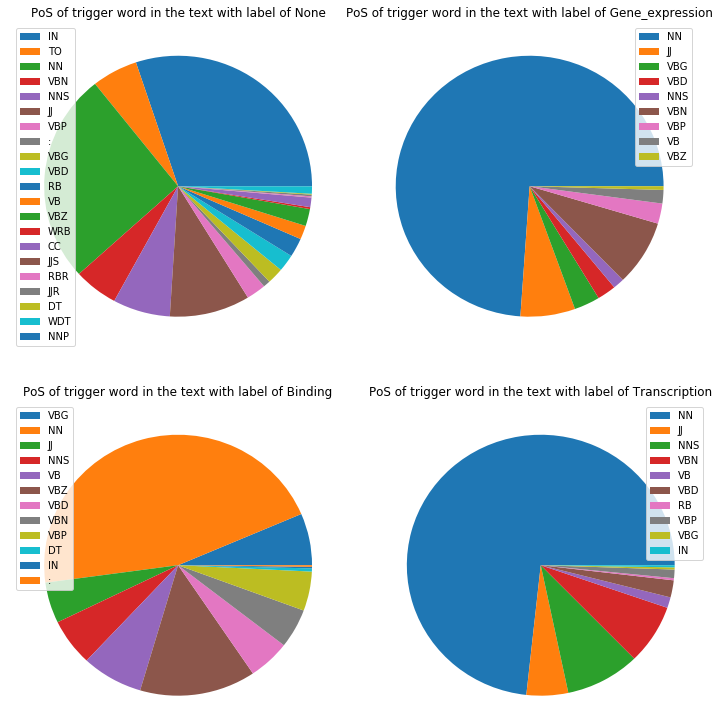 PoS of trigger word in the text with label of None
IN
TO
NN
VBN
NNS
JJ
VBP
:
VBG
VBD
RB
VB
VBZ
WRB
CC
JJS
RBR
JJR
DT
WDT
NNP
PoS of trigger word in the text with label of Gene_expression
NN
JJ
VBG
VBD
NNS
VBN
VBP
VB
VBZ
PoS of trigger word in the text with label of Binding
VBG
NN
JJ
NNS
VB
VBZ
VBD
VBN
VBP
DT
IN
:
PoS of trigger word in the text with label of Transcription
NN
JJ
NNS
VBN
VB
VBD
RB
VBP
VBG
IN